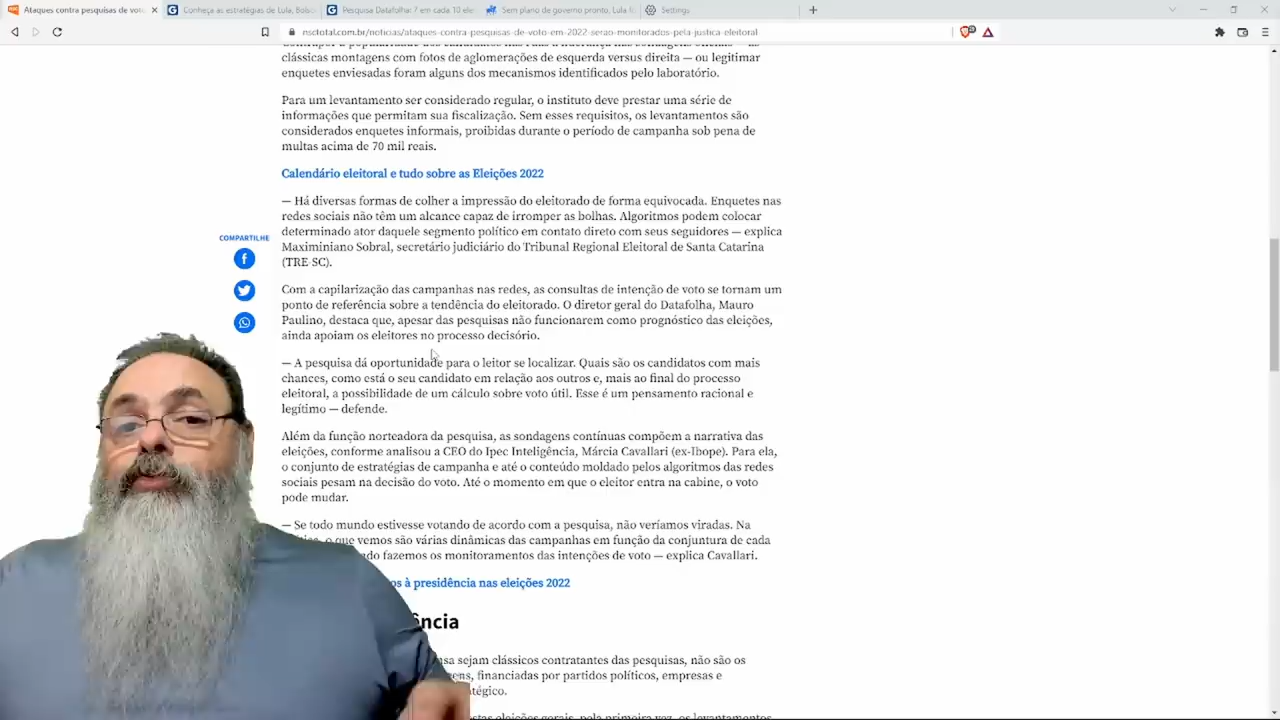 Ataques contra pesquisas de voto
Conheça as estratégias de Lula, Bolso
Pesquisa Datafolha: 7 em cada 10 ele
Sem plano de governo pronto, Lula f
Settings
nsctotal.com.br/noticias/ataques-contra-pesquisas-de-voto-em-2022-serao-monitorados-pela-justica-eleitoral
clássicas montagens com fotos de aglomerações de esquerda versus direita — ou legitimar
enquetes enviesadas foram alguns dos mecanismos identificados pelo laboratório.
Para um levantamento ser considerado regular, o instituto deve prestar uma série de
informações que permitam sua fiscalização. Sem esses requisitos, os levantamentos são
considerados enquetes informais, proibidas durante o período de campanha sob pena de
multas acima de 70 mil reais.
Calendário eleitoral e tudo sobre as Eleições 2022
— Há diversas formas de colher a impressão do eleitorado de forma equivocada. Enquetes nas
redes sociais não têm um alcance capaz de irromper as bolhas. Algoritmos podem colocar
determinado ator daquele segmento político em contato direto com seus seguidores — explica
Maximiniano Sobral, secretário judiciário do Tribunal Regional Eleitoral de Santa Catarina
(TRE-SC).
COMPARTILHE
Com a capilarização das campanhas nas redes, as consultas de intenção de voto se tornam um
ponto de referência sobre a tendência do eleitorado. O diretor geral do Datafolha, Mauro
Paulino, destaca que, apesar das pesquisas não funcionarem como prognóstico das eleições,
ainda apoiam os eleitores no processo decisório.
— A pesquisa dá oportunidade para o leitor se localizar. Quais são os candidatos com mais
chances, como está o seu candidato em relação aos outros e, mais ao final do processo
eleitoral, a possibilidade de um cálculo sobre voto útil. Esse é um pensamento racional e
legítimo — defende.
Além da função norteadora da pesquisa, as sondagens contínuas compõem a narrativa das
eleições, conforme analisou a CEO do Ipec Inteligência, Márcia Cavallari (ex-Ibope). Para ela,
o conjunto de estratégias de campanha e até o conteúdo moldado pelos algoritmos das redes
sociais pesam na decisão do voto. Até o momento em que o eleitor entra na cabine, o voto
pode mudar.
— Se todo mundo estivesse votando de acordo com a pesquisa, não veríamos viradas. Na
o que vemos são várias dinâmicas das campanhas em função da conjuntura de cada
fazemos os monitoramentos das intenções de voto — explica Cavallari.
à presidência nas eleições 2022
ência
sejam clássicos contratantes das pesquisas, não são os
financiadas por partidos políticos, empresas e
eleições gerais, pela primeira vez, os levantamentos